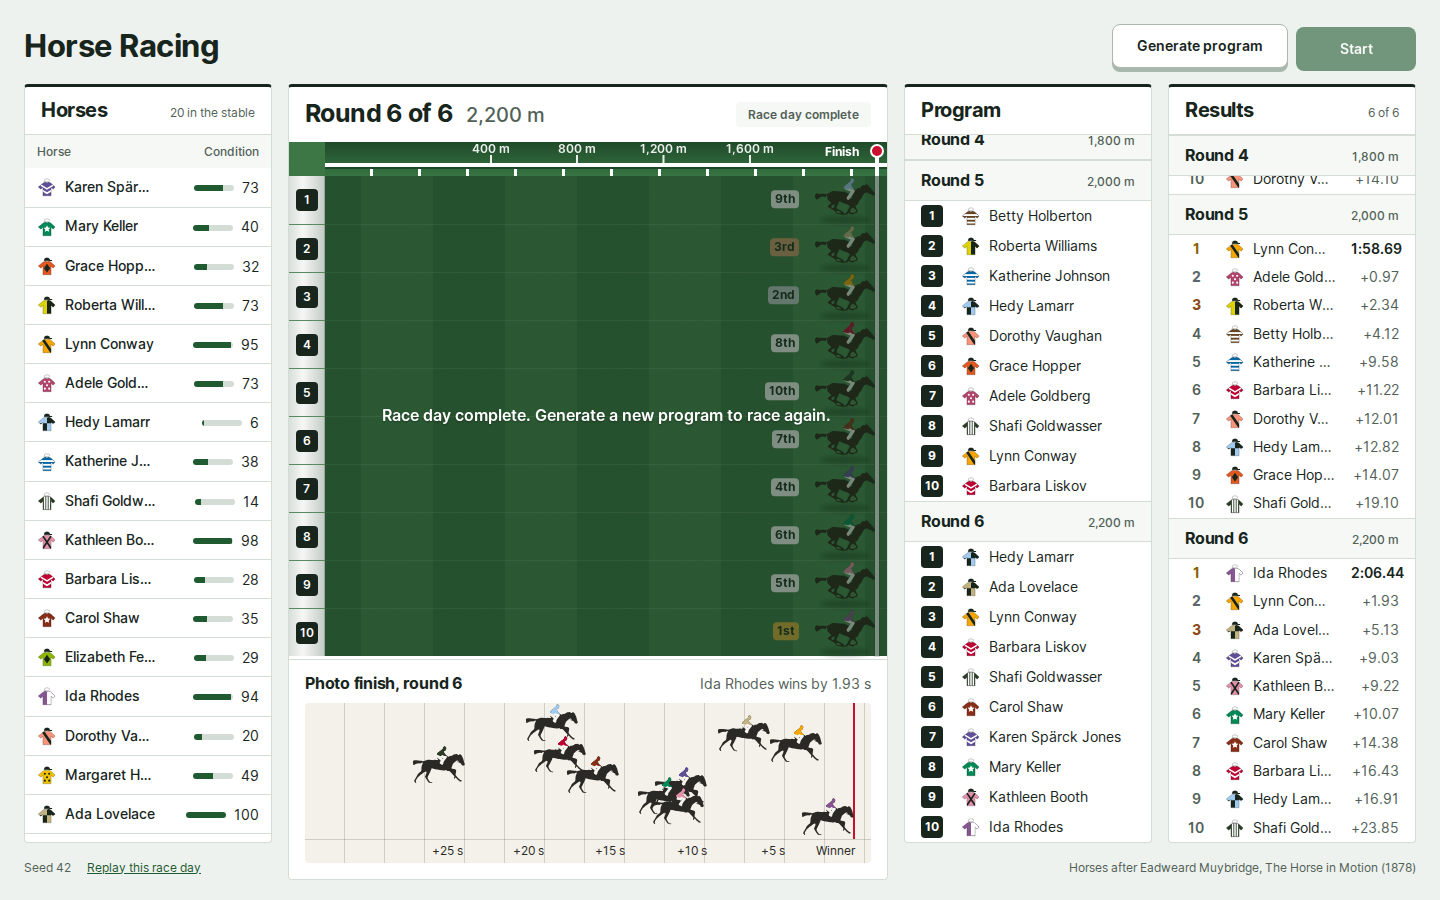 Horse Racing
Generate program
Start
Horses
20 in the stable
Horse
Condition
Karen Spär...
73
Mary Keller
40
Grace Hopp...
32
Roberta Will...
73
Lynn Conway
95
Adele Gold...
73
Hedy Lamarr
6
Katherine J...
38
Shafi Goldw...
14
Kathleen Bo...
98
Barbara Lis...
28
Carol Shaw
35
Elizabeth Fe...
29
Ida Rhodes
94
Dorothy Va...
20
Margaret H...
49
Ada Lovelace
100
Seed 42
Replay this race day
Round 6 of 6
2,200 m
Race day complete
400 m
800 m
1,200 m
1,600 m
Finish
1
9th
2
3rd
3
2nd
4
8th
5
10th
Race day complete. Generate a new program to race again.
6
7th
7
4th
8
6th
9
5th
10
1st
Photo finish, round 6
Ida Rhodes wins by 1.93 s
+25 s
+20 s
+15 s
+10 s
+5 s
Winner
Program
Round 4
1,800 m
Round 5
2,000 m
1
Betty Holberton
2
Roberta Williams
3
Katherine Johnson
4
Hedy Lamarr
5
Dorothy Vaughan
6
Grace Hopper
7
Adele Goldberg
8
Shafi Goldwasser
9
Lynn Conway
10
Barbara Liskov
Round 6
2,200 m
1
Hedy Lamarr
2
Ada Lovelace
3
Lynn Conway
4
Barbara Liskov
5
Shafi Goldwasser
6
Carol Shaw
7
Karen Spärck Jones
8
Mary Keller
9
Kathleen Booth
10
Ida Rhodes
Results
6 of 6
Round 4
1,800 m
10
Dorothy V...
+14.10
Round 5
2,000 m
1
Lynn Con...
1:58.69
2
Adele Gold...
+0.97
3
Roberta W...
+2.34
4
Betty Holb...
+4.12
5
Katherine ...
+9.58
6
Barbara Li...
+11.22
7
Dorothy V...
+12.01
8
Hedy Lam...
+12.82
9
Grace Hop...
+14.07
10
Shafi Gold...
+19.10
Round 6
2,200 m
1
Ida Rhodes
2:06.44
2
Lynn Con...
+1.93
3
Ada Lovel...
+5.13
4
Karen Spä...
+9.03
5
Kathleen B...
+9.22
6
Mary Keller
+10.07
7
Carol Shaw
+14.38
8
Barbara Li...
+16.43
9
Hedy Lam...
+16.91
10
Shafi Gold...
+23.85
Horses after Eadweard Muybridge, The Horse in Motion (1878)